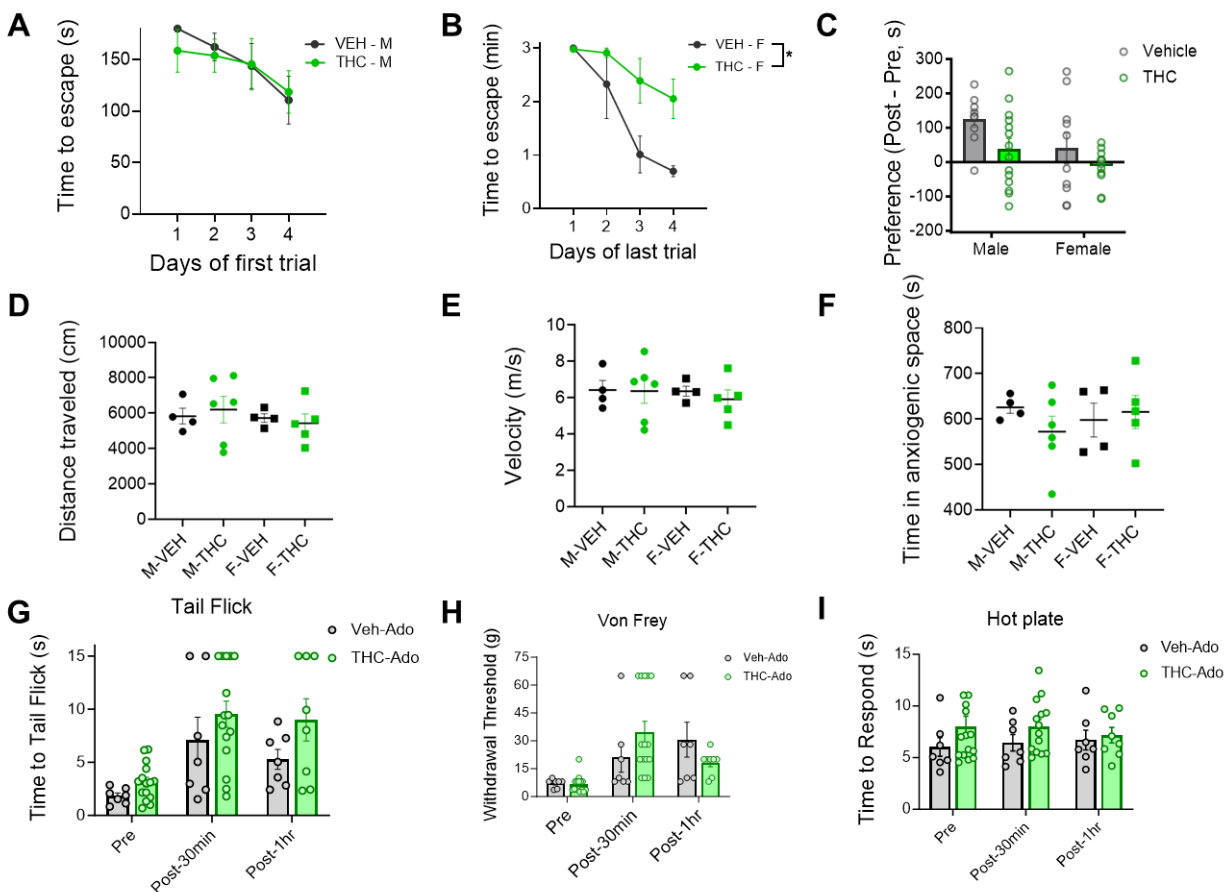 A
Time to escape (s)
150
100
50
0
1 2 3 4
Days of first trial
VEH - M
THC - M
B
Time to escape (min)
3
2
1
0
1 2 3 4
Days of last trial
VEH - F
THC - F
*
C
Preference (Post - Pre, s)
300
200
100
0
-100
-200
Male Female
Vehicle
THC
D
Distance traveled (cm)
10000
8000
6000
4000
2000
0
M-VEH M-THC F-VEH F-THC
E
Velocity (m/s)
10
8
6
4
2
0
M-VEH M-THC F-VEH F-THC
F
Time in anxiogenic space (s)
800
700
600
500
400
M-VEH M-THC F-VEH F-THC
G
Tail Flick
Time to Tail Flick (s)
15
10
5
0
Pre Post-30min Post-1hr
Veh-Ado
THC-Ado
H
Von Frey
Withdrawal Threshold (g)
75
60
45
30
15
0
Pre Post-30min Post-1hr
Veh-Ado
THC-Ado
I
Hot plate
Time to Respond (s)
15
10
5
0
Pre Post-30min Post-1hr
Veh-Ado
THC-Ado